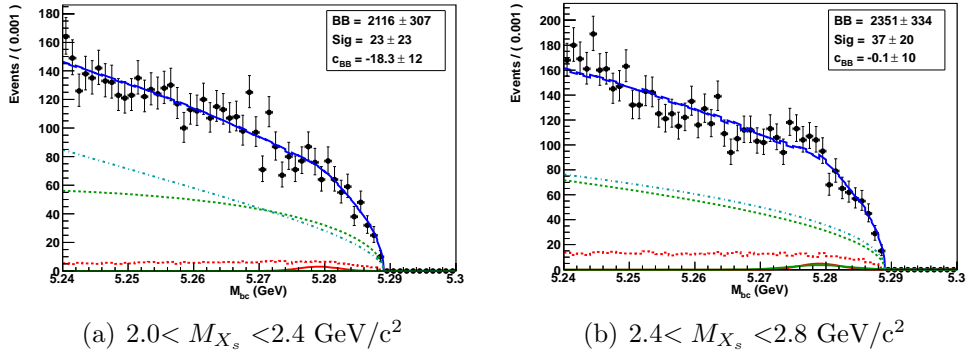 Events / ( 0.001 )
180
160
140
120
100
80
60
40
20
0
BB = 2116 ± 307
Sig = 23 ± 23
c_BB = -18.3 ± 12
5.24 5.25 5.26 5.27 5.28 5.29 5.3
M_bc (GeV)
(a) 2.0< M_{X_s} <2.4 GeV/c²
Events / ( 0.001 )
200
180
160
140
120
100
80
60
40
20
0
BB = 2351 ± 334
Sig = 37 ± 20
c_BB = -0.1 ± 10
5.24 5.25 5.26 5.27 5.28 5.29 5.3
M_bc (GeV)
(b) 2.4< M_{X_s} <2.8 GeV/c²